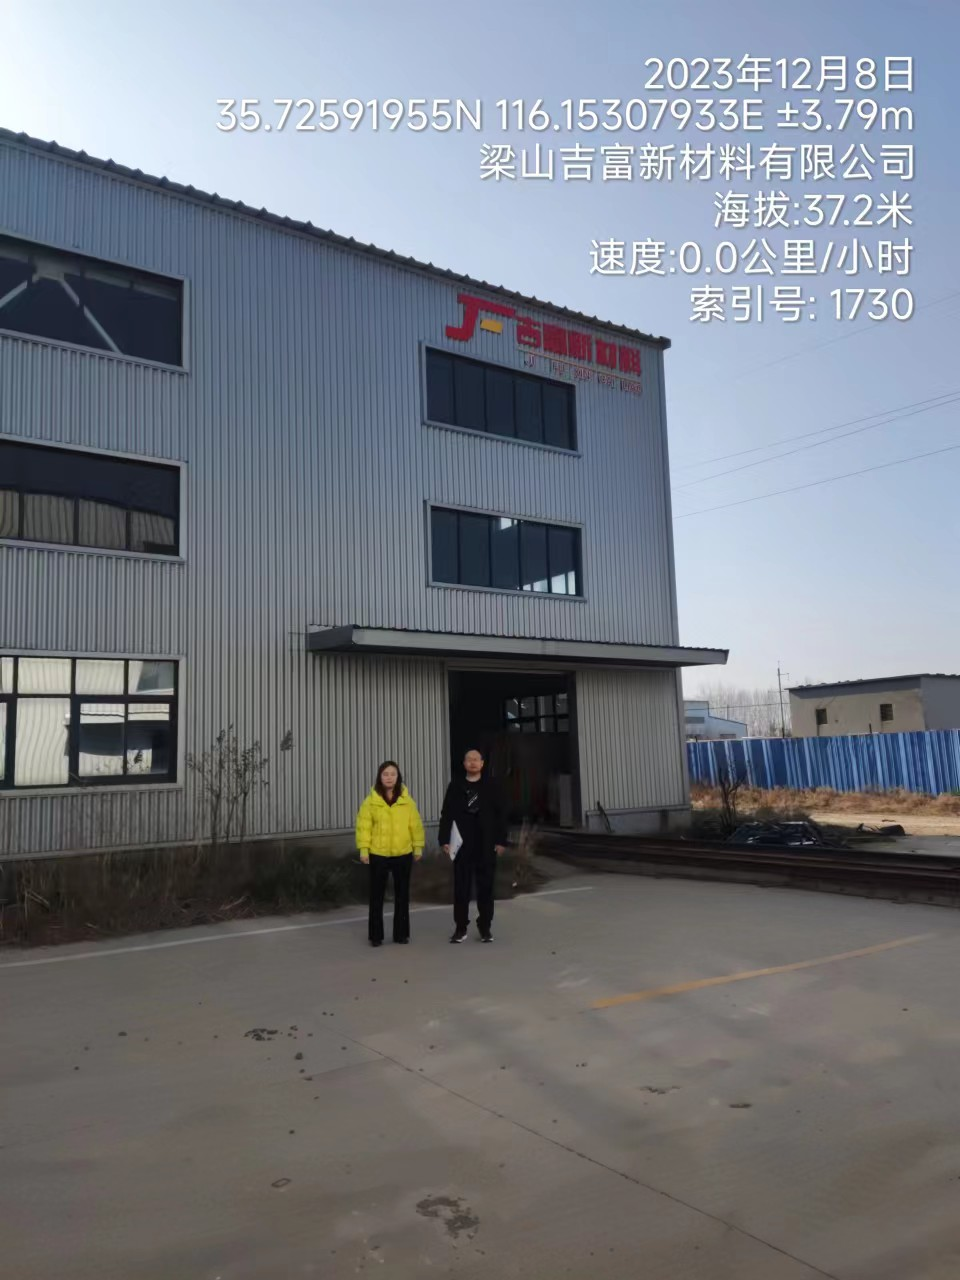 2023年12月8日
35.72591955N 116.15307933E ±3.79m
梁山吉富新材料有限公司
海拔:37.2米
速度:0.0公里/小时
索引号: 1730
吉富新材料